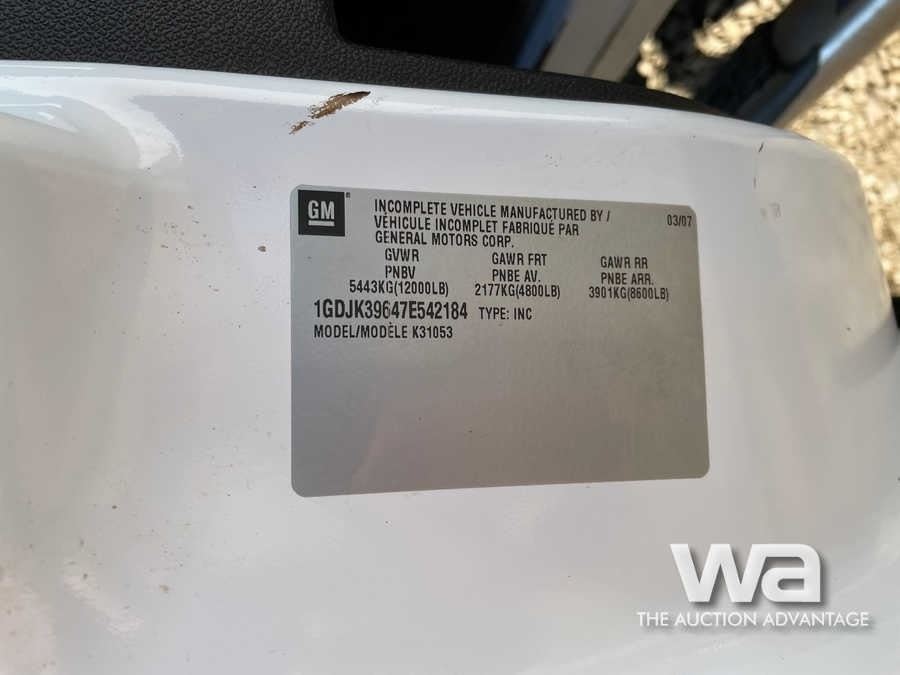 GM
INCOMPLETE VEHICLE MANUFACTURED BY / 03/07
VÉHICULE INCOMPLET FABRIQUÉ PAR
GENERAL MOTORS CORP.
GVWR GAWR FRT GAWR RR
PNBV PNBE AV. PNBE ARR.
5443KG(12000LB) 2177KG(4800LB) 3901KG(8600LB)
1GDJK39647E542184 TYPE: INC
MODEL/MODÈLE K31053
wa
THE AUCTION ADVANTAGE